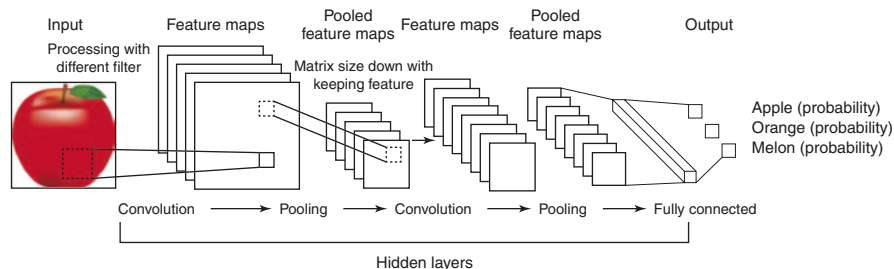 Input
Feature maps
Pooled
feature maps
Feature maps
Pooled
feature maps
Output
Processing with
different filter
Matrix size down with
keeping feature
Apple (probability)
Orange (probability)
Melon (probability)
Convolution
Pooling
Convolution
Pooling
Fully connected
Hidden layers